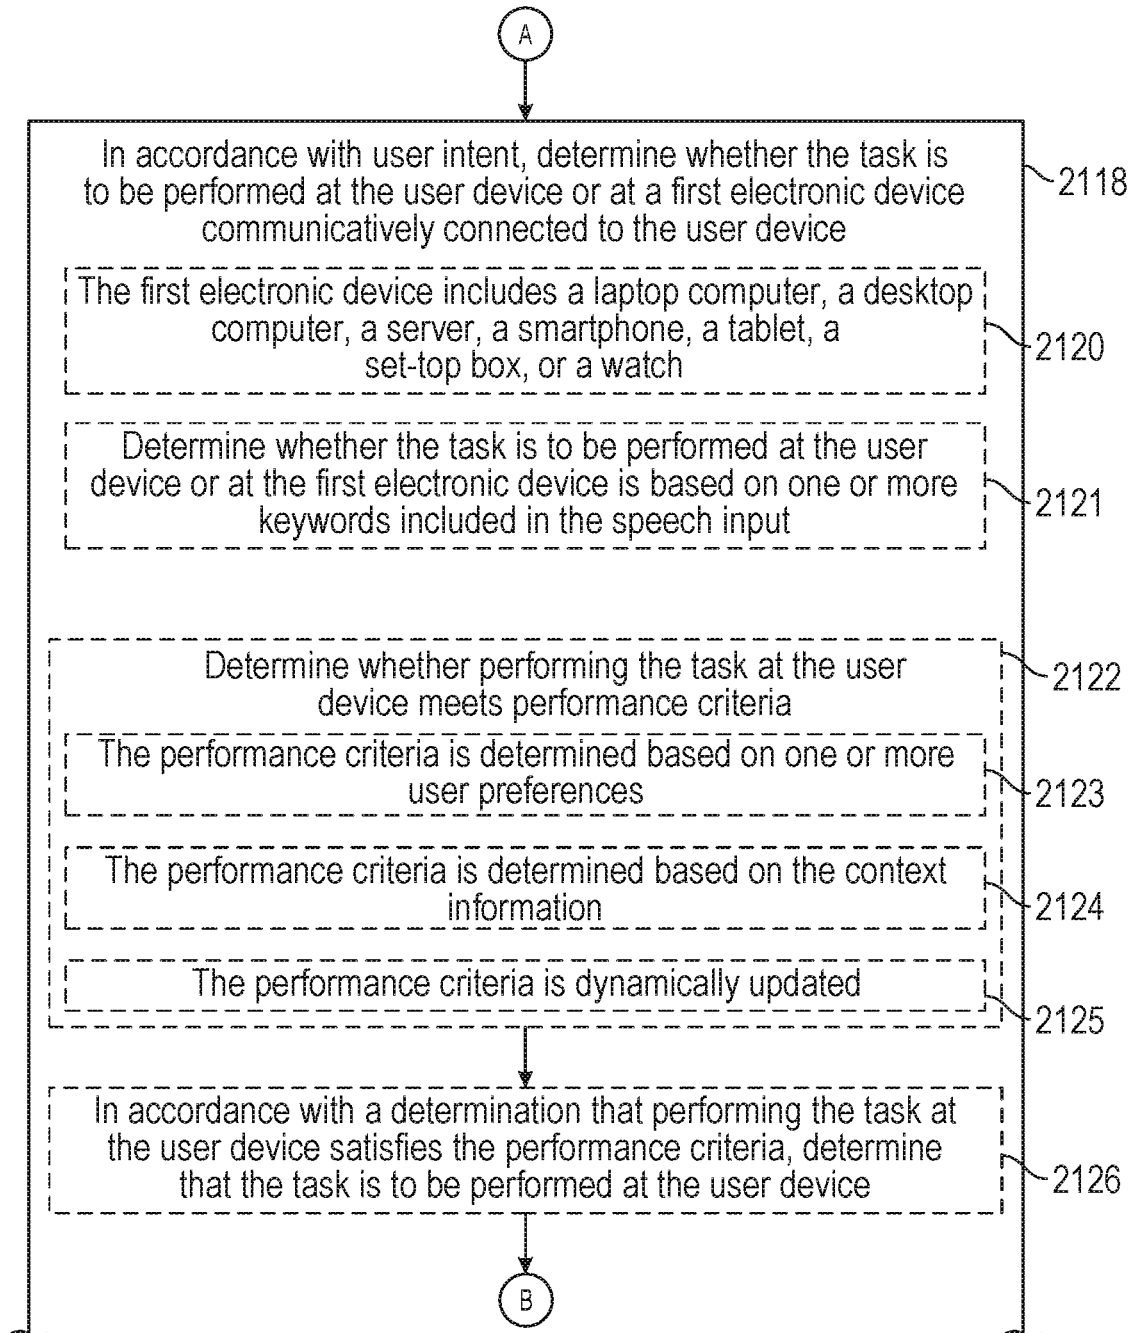 A
In accordance with user intent, determine whether the task is
to be performed at the user device or at a first electronic device
communicatively connected to the user device
2118
The first electronic device includes a laptop computer, a desktop
computer, a server, a smartphone, a tablet, a
set-top box, or a watch
2120
Determine whether the task is to be performed at the user
device or at the first electronic device is based on one or more
keywords included in the speech input
2121
Determine whether performing the task at the user
device meets performance criteria
2122
The performance criteria is determined based on one or more
user preferences
2123
The performance criteria is determined based on the context
information
2124
The performance criteria is dynamically updated
2125
In accordance with a determination that performing the task at
the user device satisfies the performance criteria, determine
that the task is to be performed at the user device
2126
B